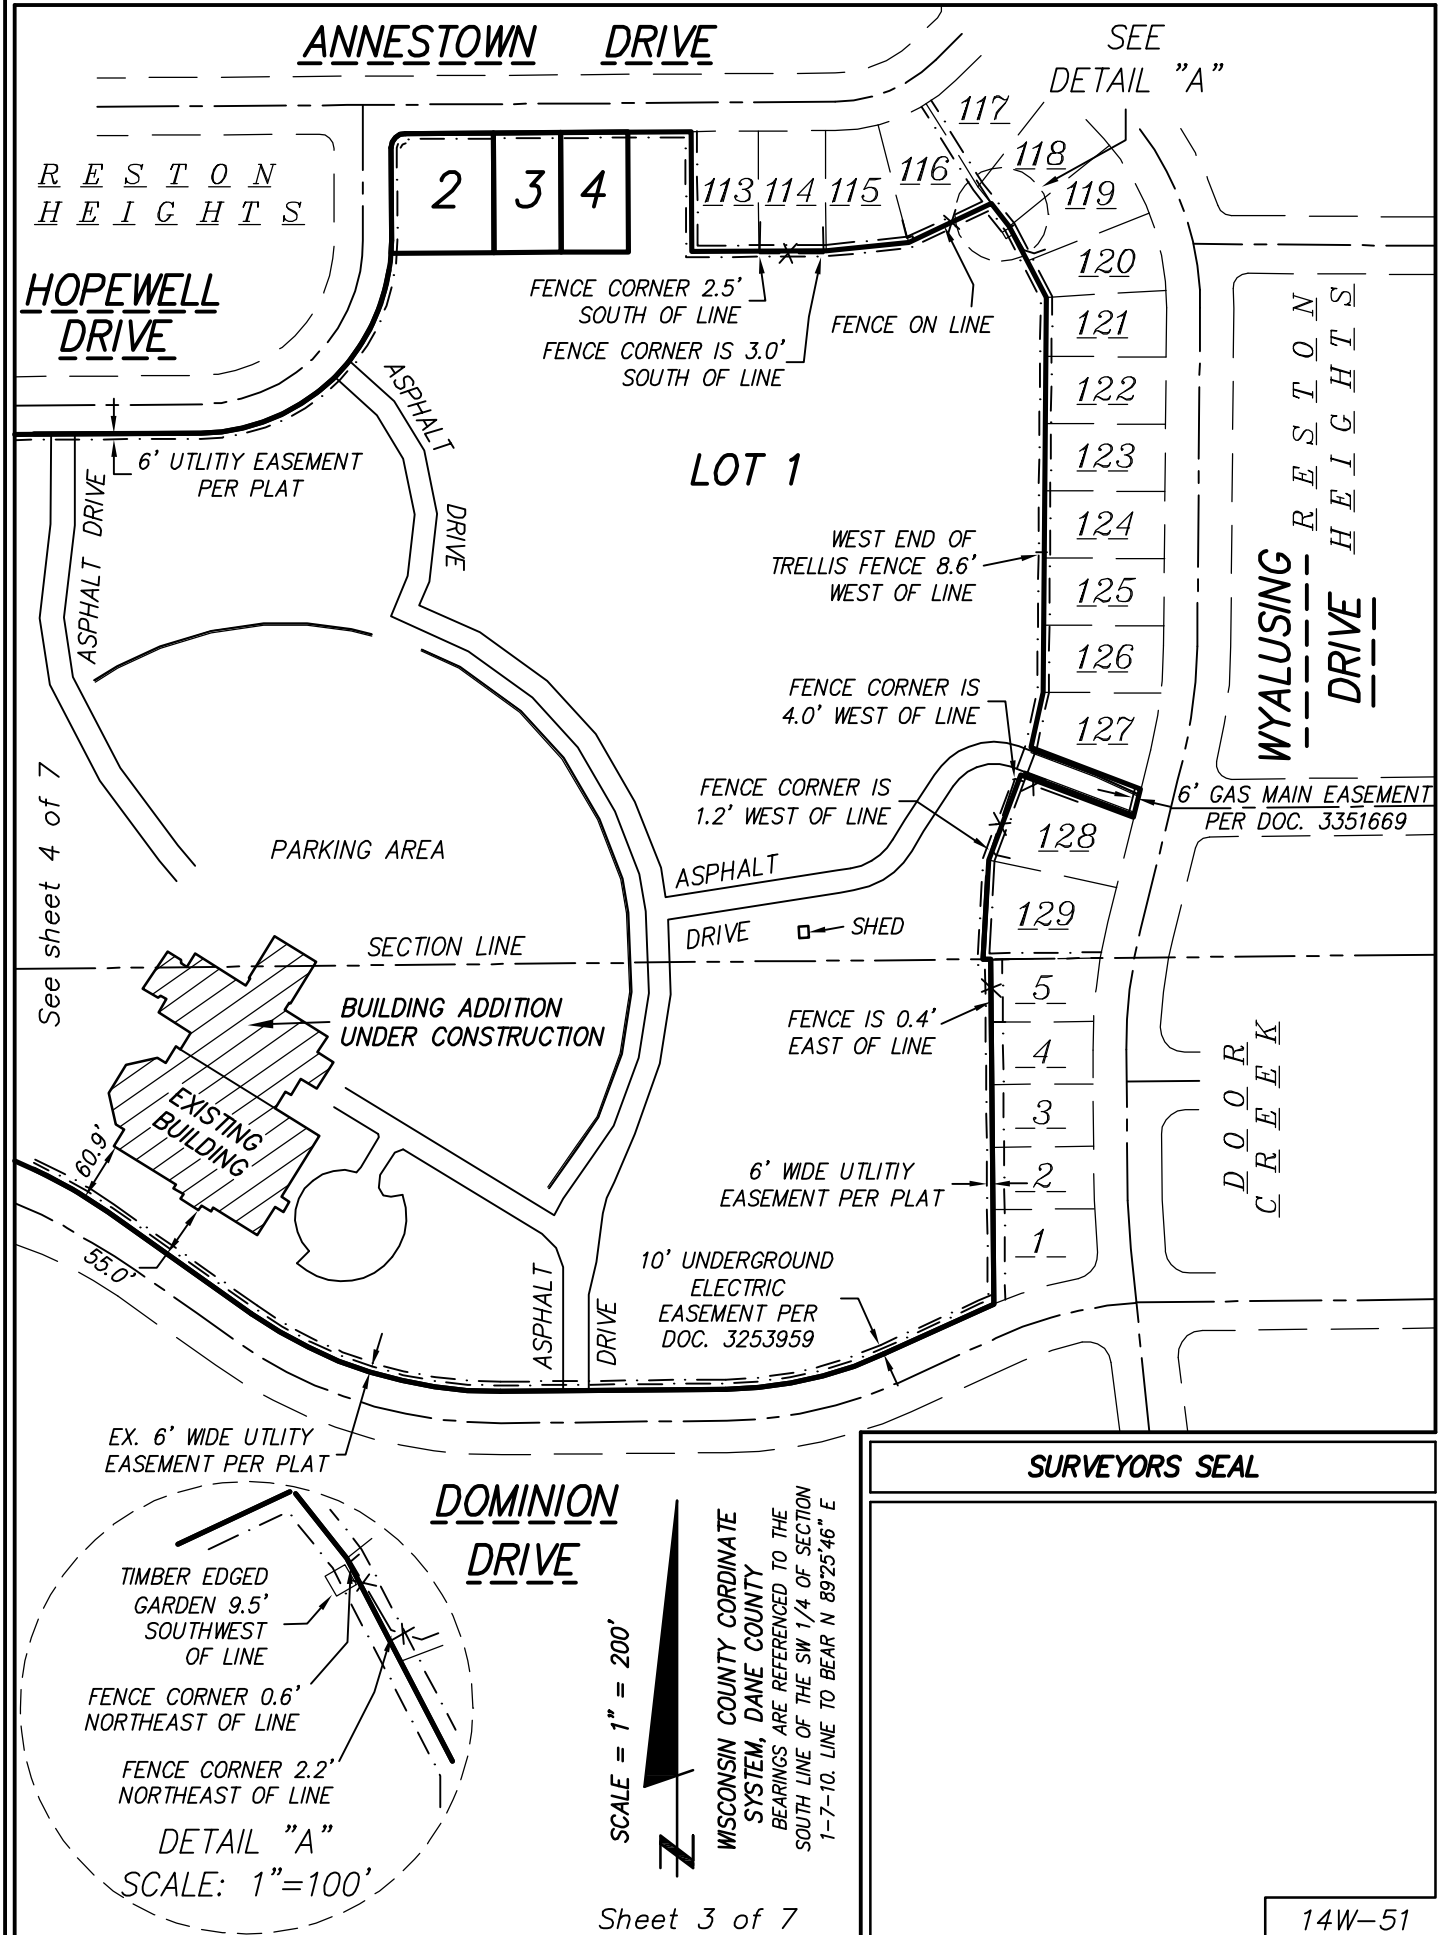 ANNESTOWN DRIVE
SEE
DETAIL "A"
RESTON
HEIGHTS
HOPEWELL
DRIVE
2
3
4
113
114
115
116
117
118
119
120
121
122
123
124
125
126
127
128
129
5
4
3
2
1
FENCE CORNER 2.5'
SOUTH OF LINE
FENCE CORNER IS 3.0'
SOUTH OF LINE
FENCE ON LINE
ASPHALT
DRIVE
6' UTLITIY EASEMENT
PER PLAT
ASPHALT DRIVE
LOT 1
WEST END OF
TRELLIS FENCE 8.6'
WEST OF LINE
RESTON
HEIGHTS
WYALUSING
DRIVE
FENCE CORNER IS
4.0' WEST OF LINE
FENCE CORNER IS
1.2' WEST OF LINE
6' GAS MAIN EASEMENT
PER DOC. 3351669
See sheet 4 of 7
PARKING AREA
ASPHALT
DRIVE
SHED
SECTION LINE
BUILDING ADDITION
UNDER CONSTRUCTION
FENCE IS 0.4'
EAST OF LINE
DOOR
CREEK
EXISTING
BUILDING
60.9'
55.0'
6' WIDE UTLITIY
EASEMENT PER PLAT
10' UNDERGROUND
ELECTRIC
EASEMENT PER
DOC. 3253959
ASPHALT
DRIVE
EX. 6' WIDE UTLITY
EASEMENT PER PLAT
DOMINION
DRIVE
SURVEYORS SEAL
TIMBER EDGED
GARDEN 9.5'
SOUTHWEST
OF LINE
FENCE CORNER 0.6'
NORTHEAST OF LINE
FENCE CORNER 2.2'
NORTHEAST OF LINE
DETAIL "A"
SCALE: 1"=100'
SCALE = 1" = 200'
N
WISCONSIN COUNTY CORDINATE
SYSTEM, DANE COUNTY
BEARINGS ARE REFERENCED TO THE
SOUTH LINE OF THE SW 1/4 OF SECTION
1-7-10. LINE TO BEAR N 89°25'46" E
Sheet 3 of 7
14W-51